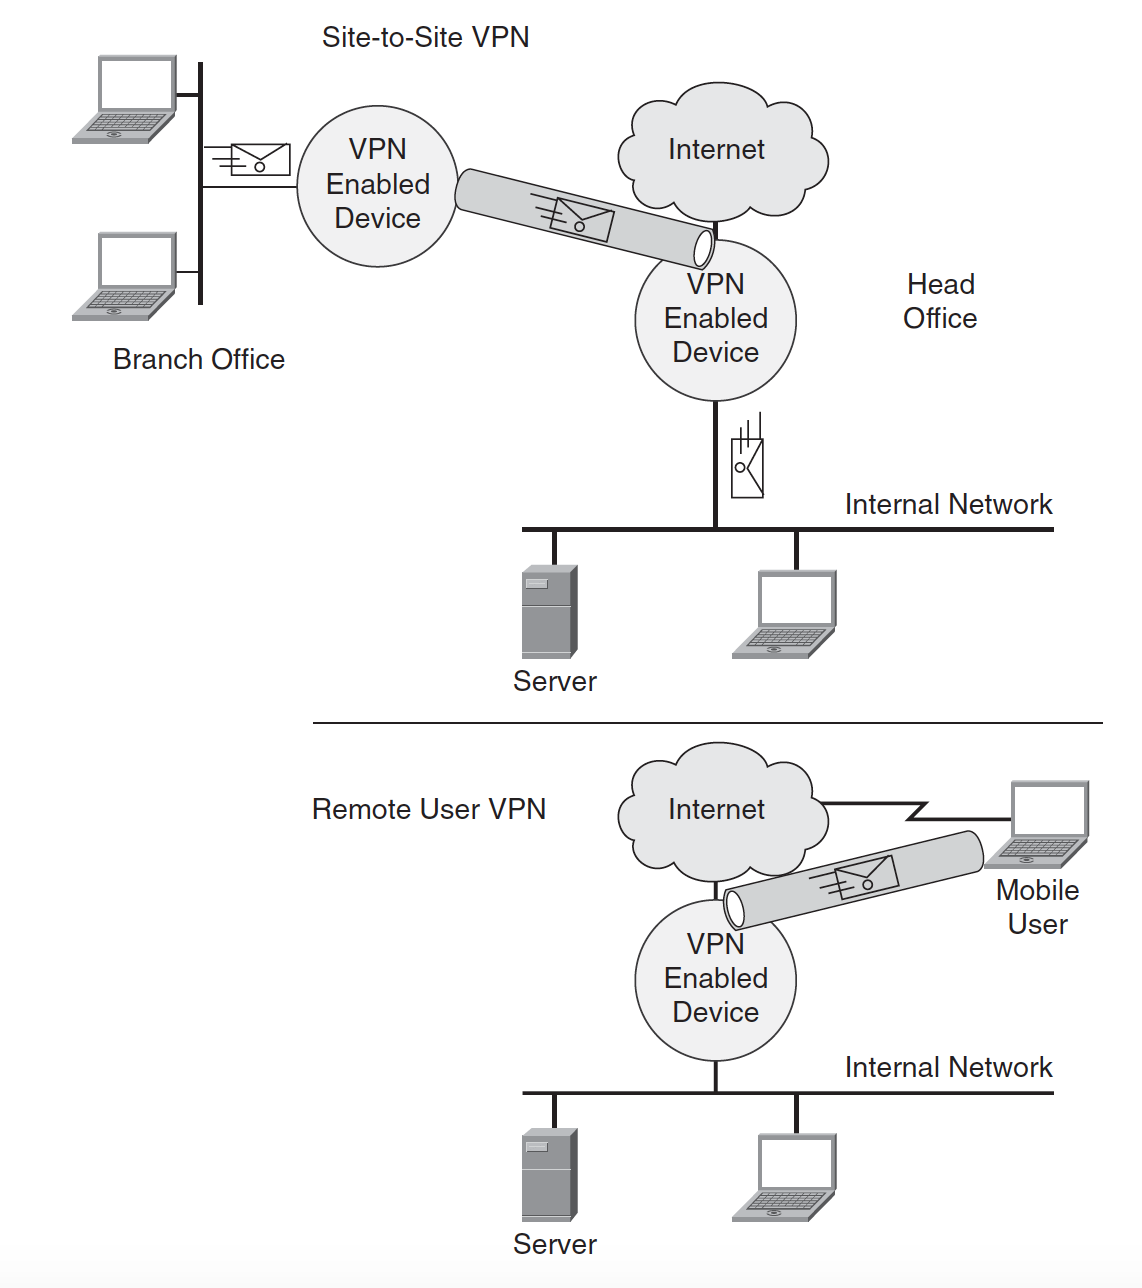 Site-to-Site VPN
VPN
Enabled
Device
Internet
VPN
Enabled
Device
Head
Office
Branch Office
Internal Network
Server
Remote User VPN
Internet
Mobile
User
VPN
Enabled
Device
Internal Network
Server